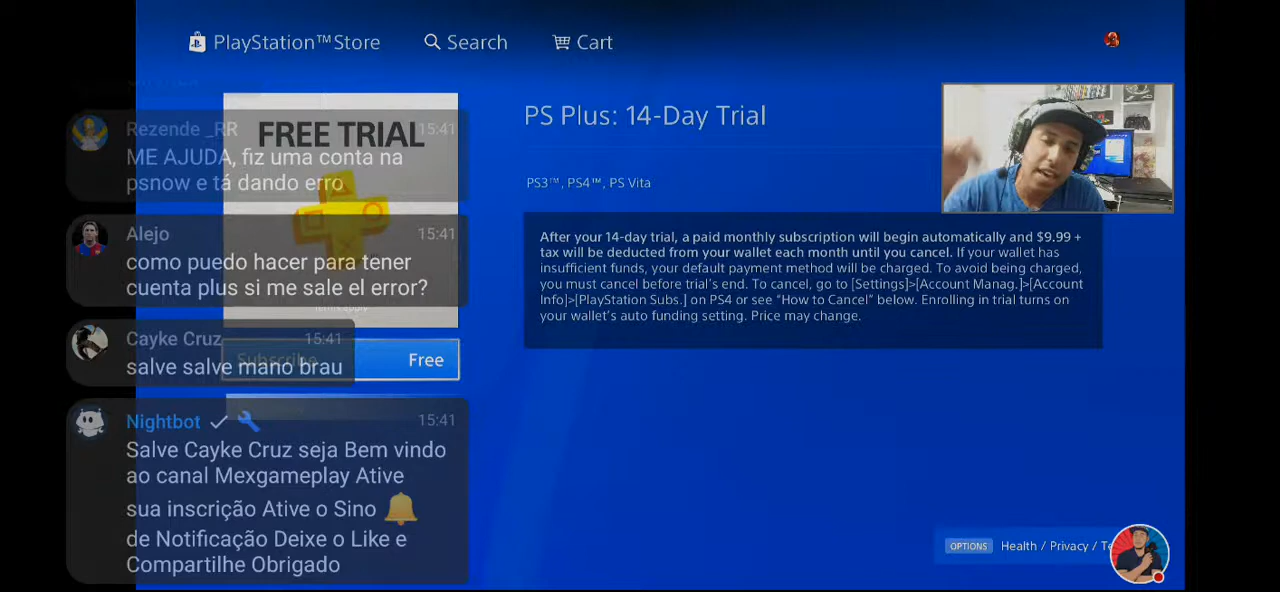 PlayStation™Store
Search
Cart
FREE TRIAL
Subscribe
Free
PS Plus: 14-Day Trial
PS3™, PS4™, PS Vita
After your 14-day trial, a paid monthly subscription will begin automatically and $9.99 +
tax will be deducted from your wallet each month until you cancel. If your wallet has
insufficient funds, your default payment method will be charged. To avoid being charged,
you must cancel before trial's end. To cancel, go to [Settings]>[Account Manag.]>[Account
Info]>[PlayStation Subs.] on PS4 or see "How to Cancel" below. Enrolling in trial turns on
your wallet's auto funding setting. Price may change.
OPTIONS Health / Privacy / Te
Rezende _RR 15:41
ME AJUDA, fiz uma conta na
psnow e tá dando erro
Alejo 15:41
como puedo hacer para tener
cuenta plus si me sale el error?
Cayke Cruz 15:41
salve salve mano brau
Nightbot 15:41
Salve Cayke Cruz seja Bem vindo
ao canal Mexgameplay Ative
sua inscrição Ative o Sino
de Notificação Deixe o Like e
Compartilhe Obrigado